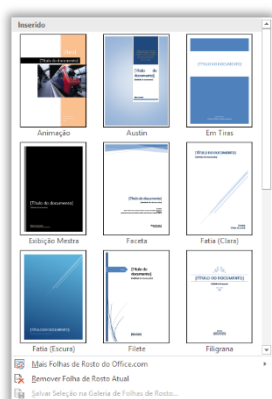 Inserido
[Título do documento]
Animação
[Título do
documento]
Austin
[TÍTULO DO DOCUMENTO]
Em Tiras
[Título do documento]
Exibição Mestra
[Título do documento]
Faceta
[TÍTULO DO DOCUMENTO]
Fatia (Clara)
[TÍTULO DO DOCUMENTO]
Fatia (Escura)
[Título do
documento]
Filete
[TÍTULO DO DOCUMENTO]
Filigrana
Mais Folhas de Rosto do Office.com
Remover Folha de Rosto Atual
Salvar Seleção na Galeria de Folhas de Rosto...